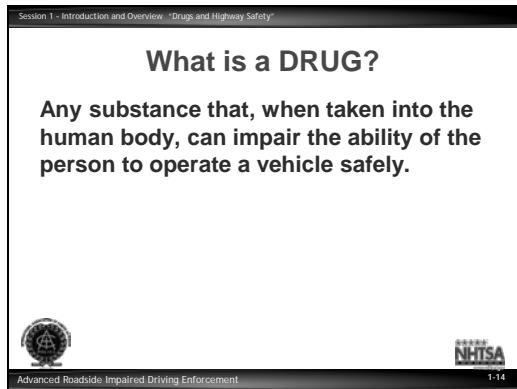 Session 1 - Introduction and Overview "Drugs and Highway Safety"
What is a DRUG?
Any substance that, when taken into the
human body, can impair the ability of the
person to operate a vehicle safely.
NHTSA
Advanced Roadside Impaired Driving Enforcement
1-14